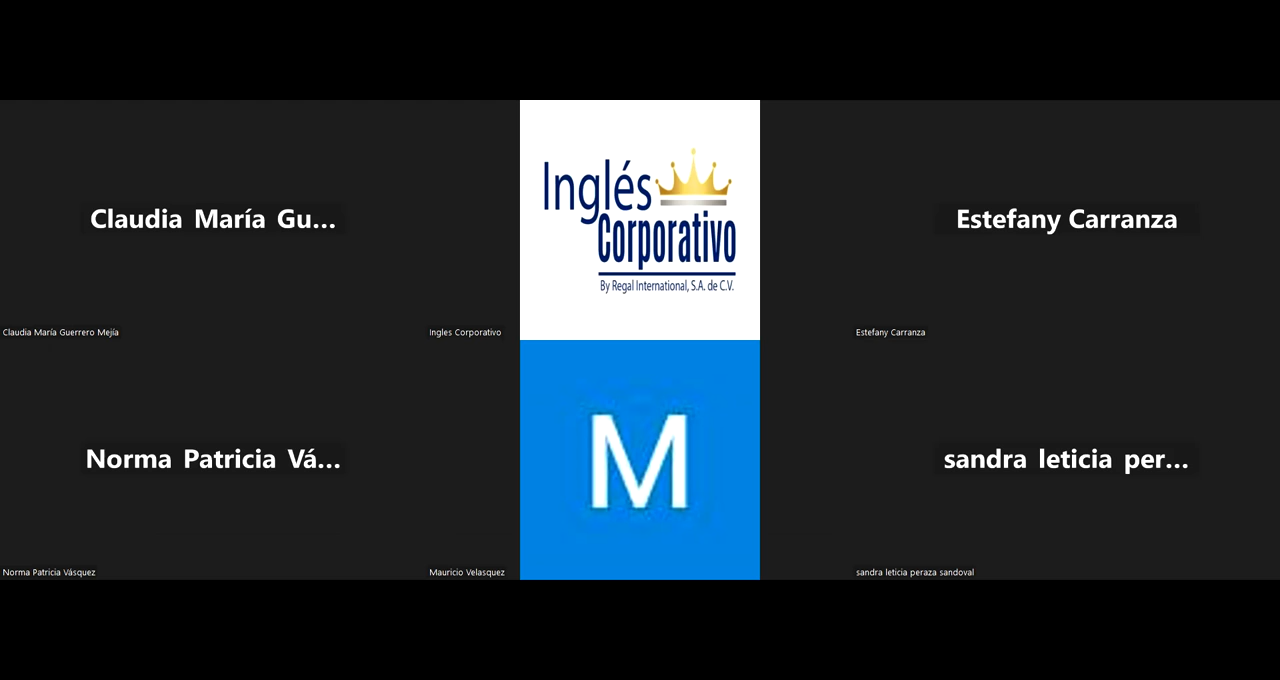 Claudia María Gu...
Inglés
Corporativo
By Regal International, S.A. de C.V.
Estefany Carranza
Claudia María Guerrero Mejía
Ingles Corporativo
Estefany Carranza
Norma Patricia Vá...
M
sandra leticia per...
Norma Patricia Vásquez
Mauricio Velasquez
sandra leticia peraza sandoval